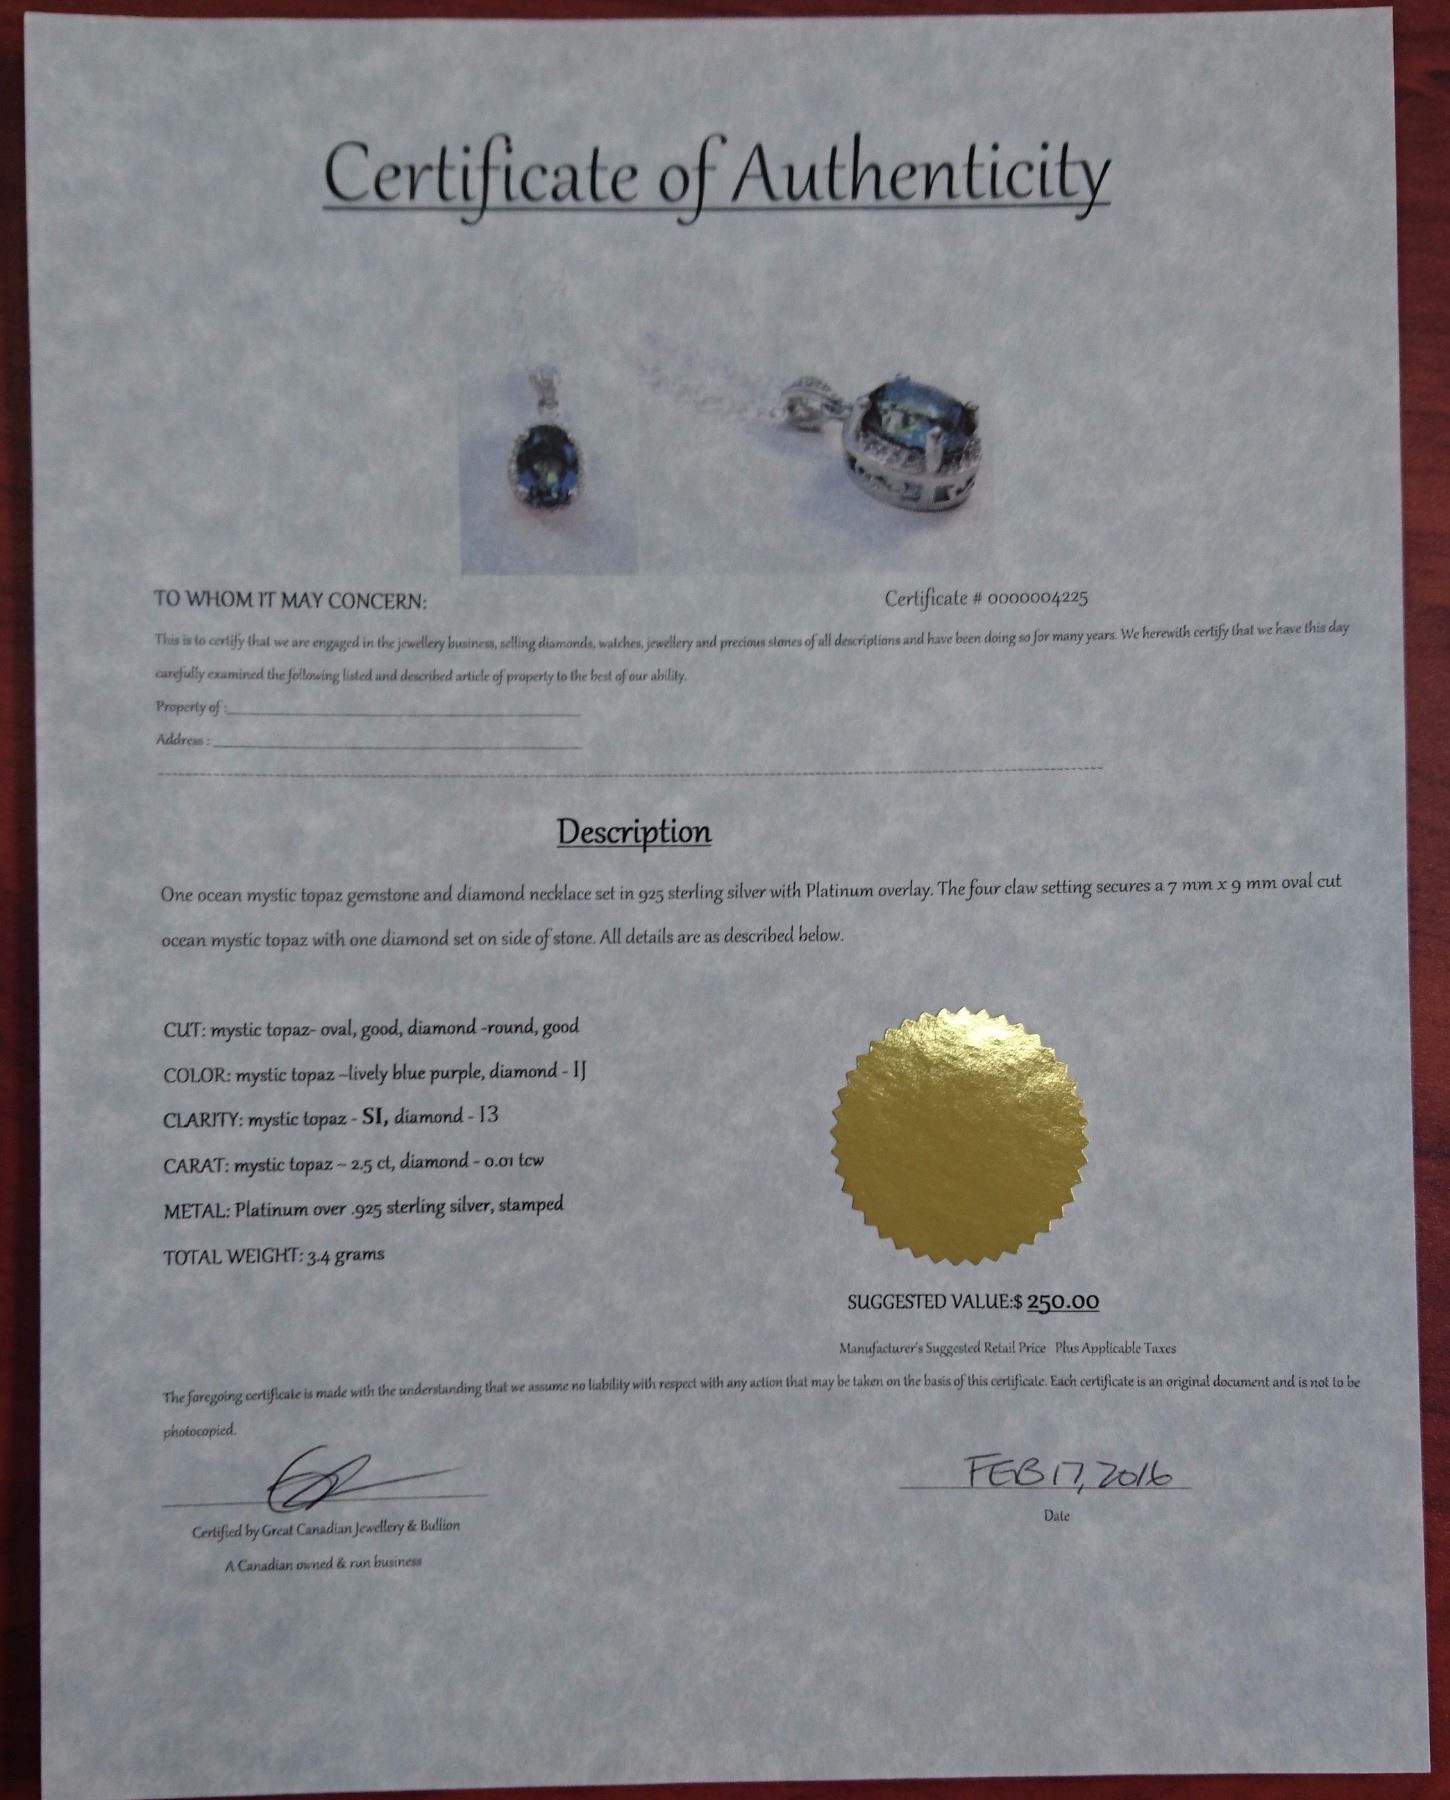 Certificate of Authenticity
TO WHOM IT MAY CONCERN:
Certificate # 0000004225
This is to certify that we are engaged in the jewellery business, selling diamonds, watches, jewellery and precious stones of all descriptions and have been doing so for many years. We herewith certify that we have this day
carefully examined the following listed and described article of property to the best of our ability.
Property of :
Address :
Description
One ocean mystic topaz gemstone and diamond necklace set in 925 sterling silver with Platinum overlay. The four claw setting secures a 7 mm x 9 mm oval cut
ocean mystic topaz with one diamond set on side of stone. All details are as described below.
CUT: mystic topaz- oval, good, diamond -round, good
COLOR: mystic topaz –lively blue purple, diamond - IJ
CLARITY: mystic topaz - SI, diamond - I3
CARAT: mystic topaz – 2.5 ct, diamond - 0.01 tcw
METAL: Platinum over .925 sterling silver, stamped
TOTAL WEIGHT: 3.4 grams
SUGGESTED VALUE:$ 250.00
Manufacturer's Suggested Retail Price Plus Applicable Taxes
The foregoing certificate is made with the understanding that we assume no liability with respect with any action that may be taken on the basis of this certificate. Each certificate is an original document and is not to be
photocopied.
FEB 17, 2016
Certified by Great Canadian Jewellery & Bullion
Date
A Canadian owned & run business